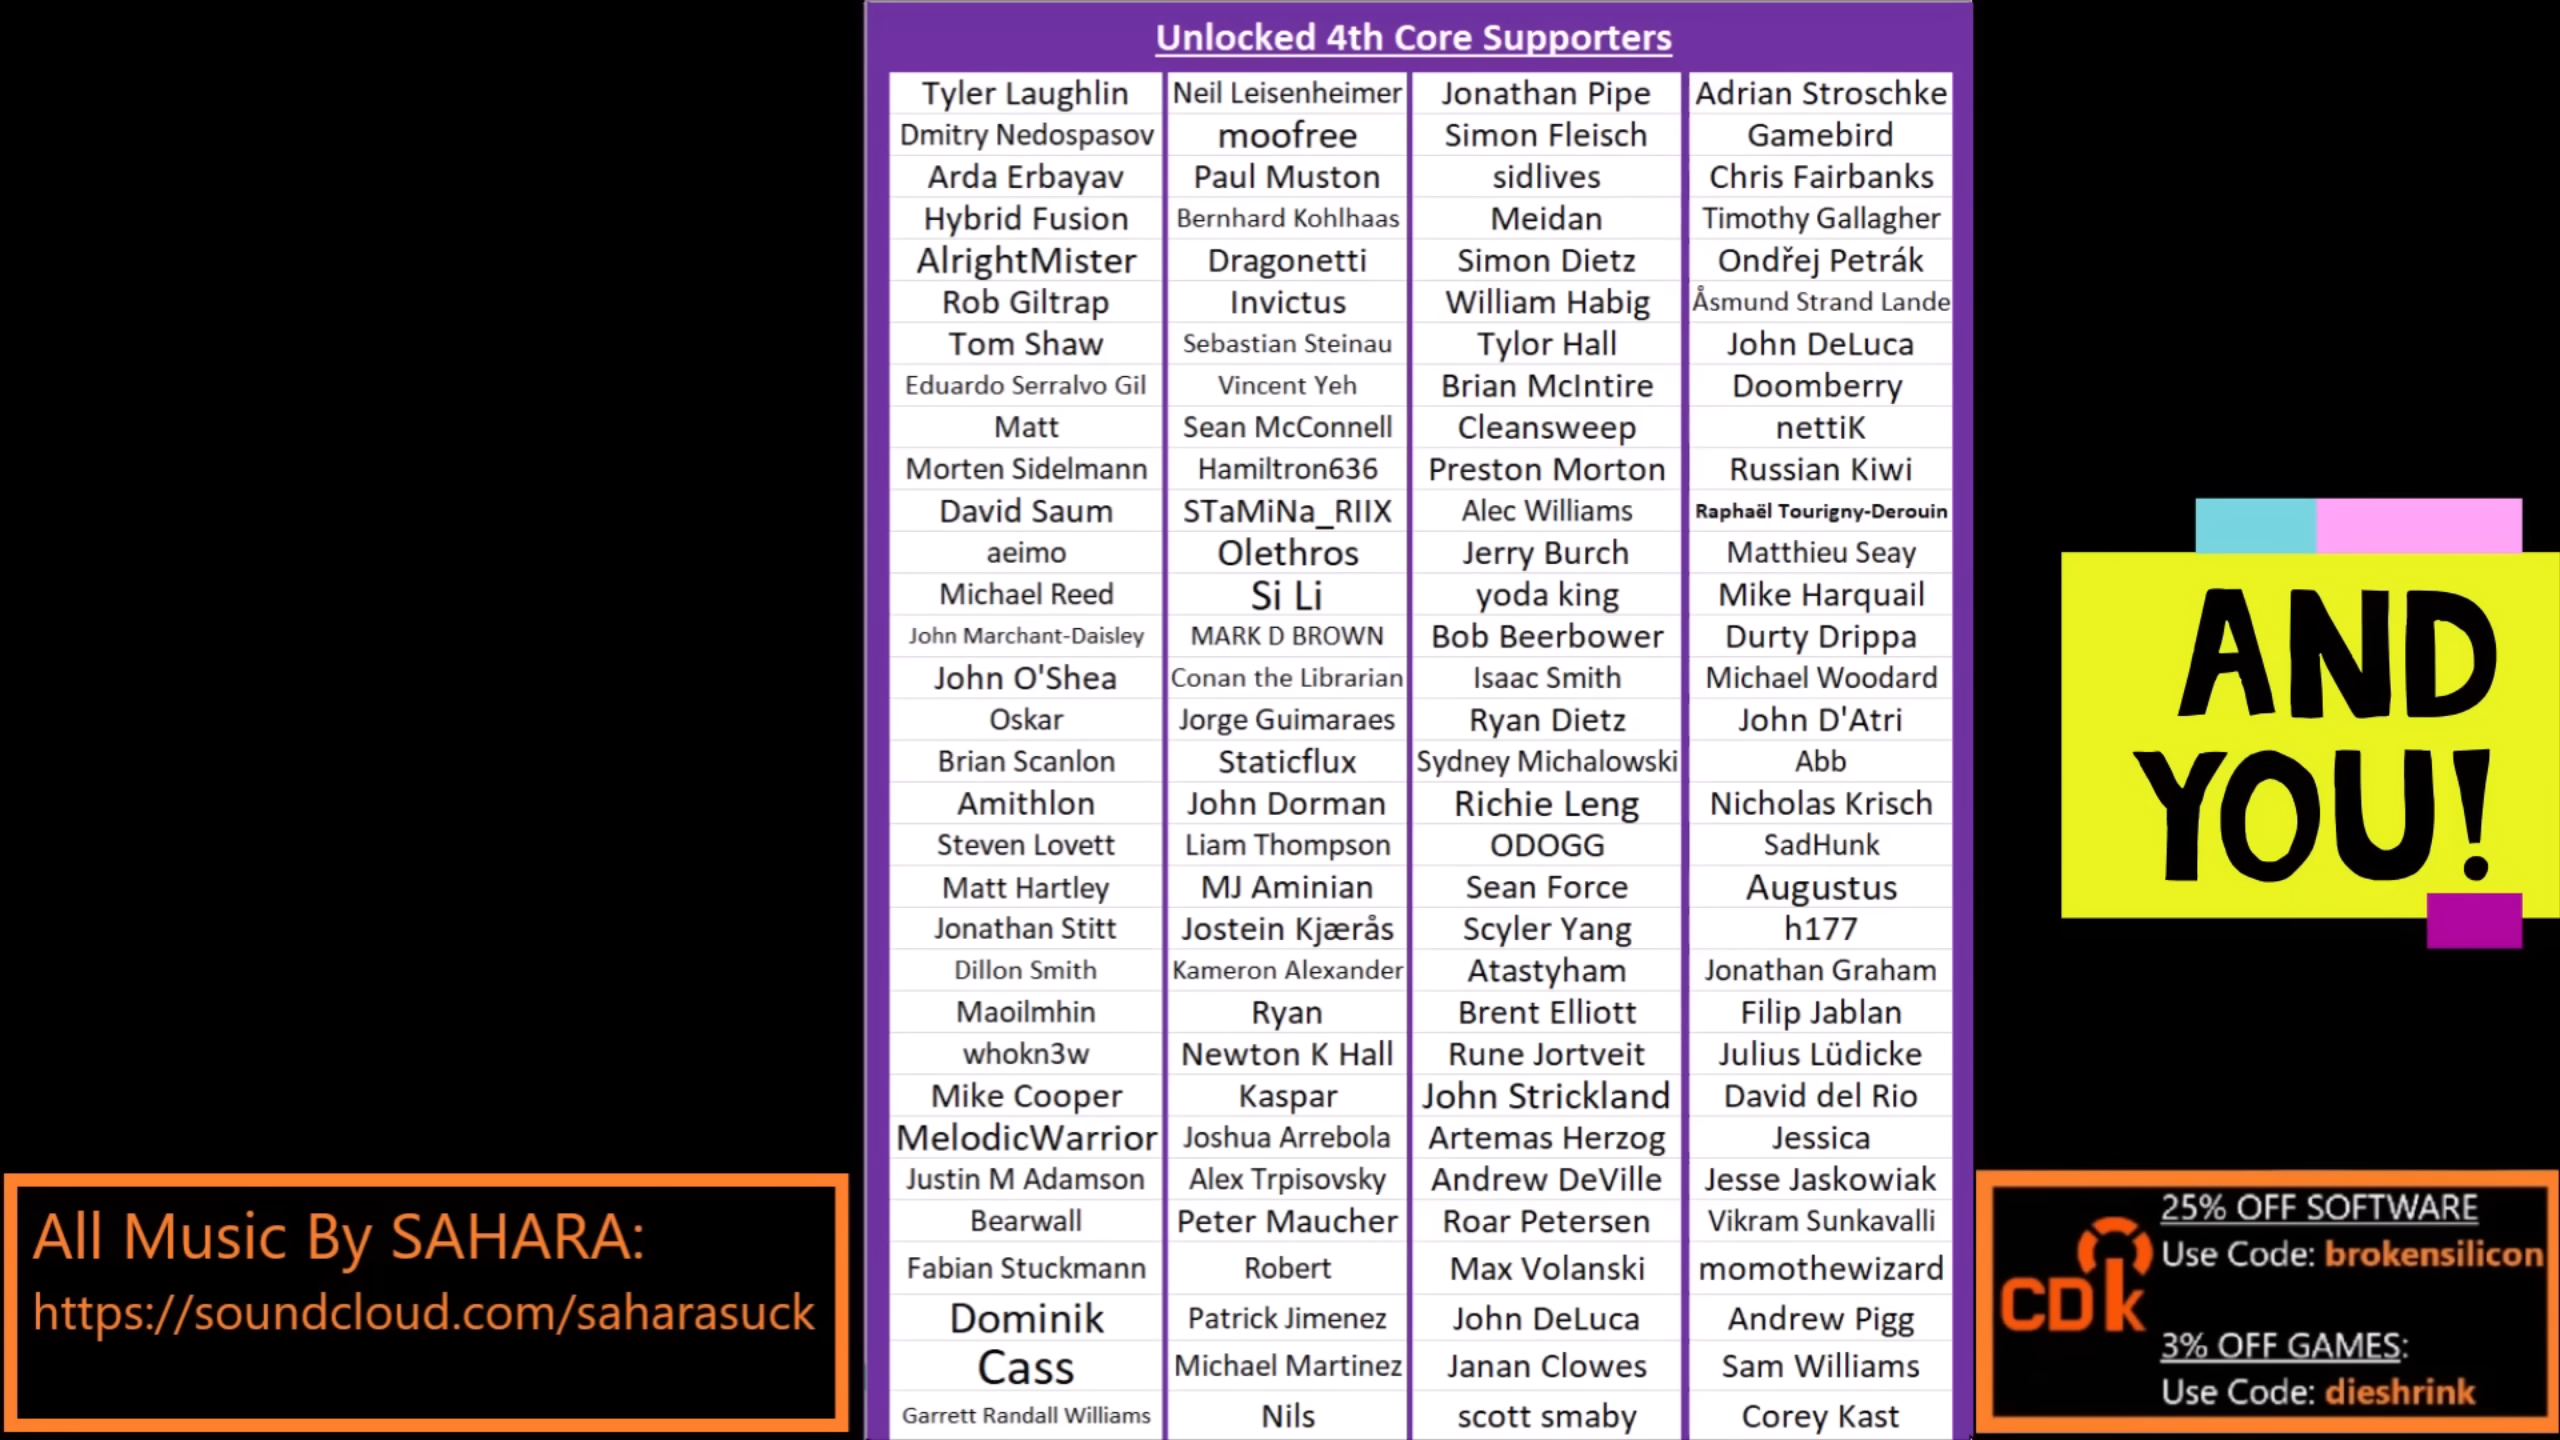 Unlocked 4th Core Supporters
Tyler Laughlin Neil Leisenheimer Jonathan Pipe Adrian Stroschke
Dmitry Nedospasov moofree Simon Fleisch Gamebird
Arda Erbayav Paul Muston sidlives Chris Fairbanks
Hybrid Fusion Bernhard Kohlhaas Meidan Timothy Gallagher
AlrightMister Dragonetti Simon Dietz Ondřej Petrák
Rob Giltrap Invictus William Habig Åsmund Strand Lande
Tom Shaw Sebastian Steinau Tylor Hall John DeLuca
Eduardo Serralvo Gil Vincent Yeh Brian McIntire Doomberry
Matt Sean McConnell Cleansweep nettiK
Morten Sidelmann Hamiltron636 Preston Morton Russian Kiwi
David Saum STaMiNa_RIIX Alec Williams Raphaël Tourigny-Derouin
aeimo Olethros Jerry Burch Matthieu Seay
Michael Reed Si Li yoda king Mike Harquail
John Marchant-Daisley MARK D BROWN Bob Beerbower Durty Drippa
John O'Shea Conan the Librarian Isaac Smith Michael Woodard
Oskar Jorge Guimaraes Ryan Dietz John D'Atri
Brian Scanlon Staticflux Sydney Michalowski Abb
Amithlon John Dorman Richie Leng Nicholas Krisch
Steven Lovett Liam Thompson ODOGG SadHunk
Matt Hartley MJ Aminian Sean Force Augustus
Jonathan Stitt Jostein Kjærås Scyler Yang h177
Dillon Smith Kameron Alexander Atastyham Jonathan Graham
Maoilmhin Ryan Brent Elliott Filip Jablan
whokn3w Newton K Hall Rune Jortveit Julius Lüdicke
Mike Cooper Kaspar John Strickland David del Rio
MelodicWarrior Joshua Arrebola Artemas Herzog Jessica
Justin M Adamson Alex Trpisovsky Andrew DeVille Jesse Jaskowiak
Bearwall Peter Maucher Roar Petersen Vikram Sunkavalli
Fabian Stuckmann Robert Max Volanski momothewizard
Dominik Patrick Jimenez John DeLuca Andrew Pigg
Cass Michael Martinez Janan Clowes Sam Williams
Garrett Randall Williams Nils scott smaby Corey Kast
AND
YOU!
All Music By SAHARA:
https://soundcloud.com/saharasuck
CDk
25% OFF SOFTWARE
Use Code: brokensilicon
3% OFF GAMES:
Use Code: dieshrink